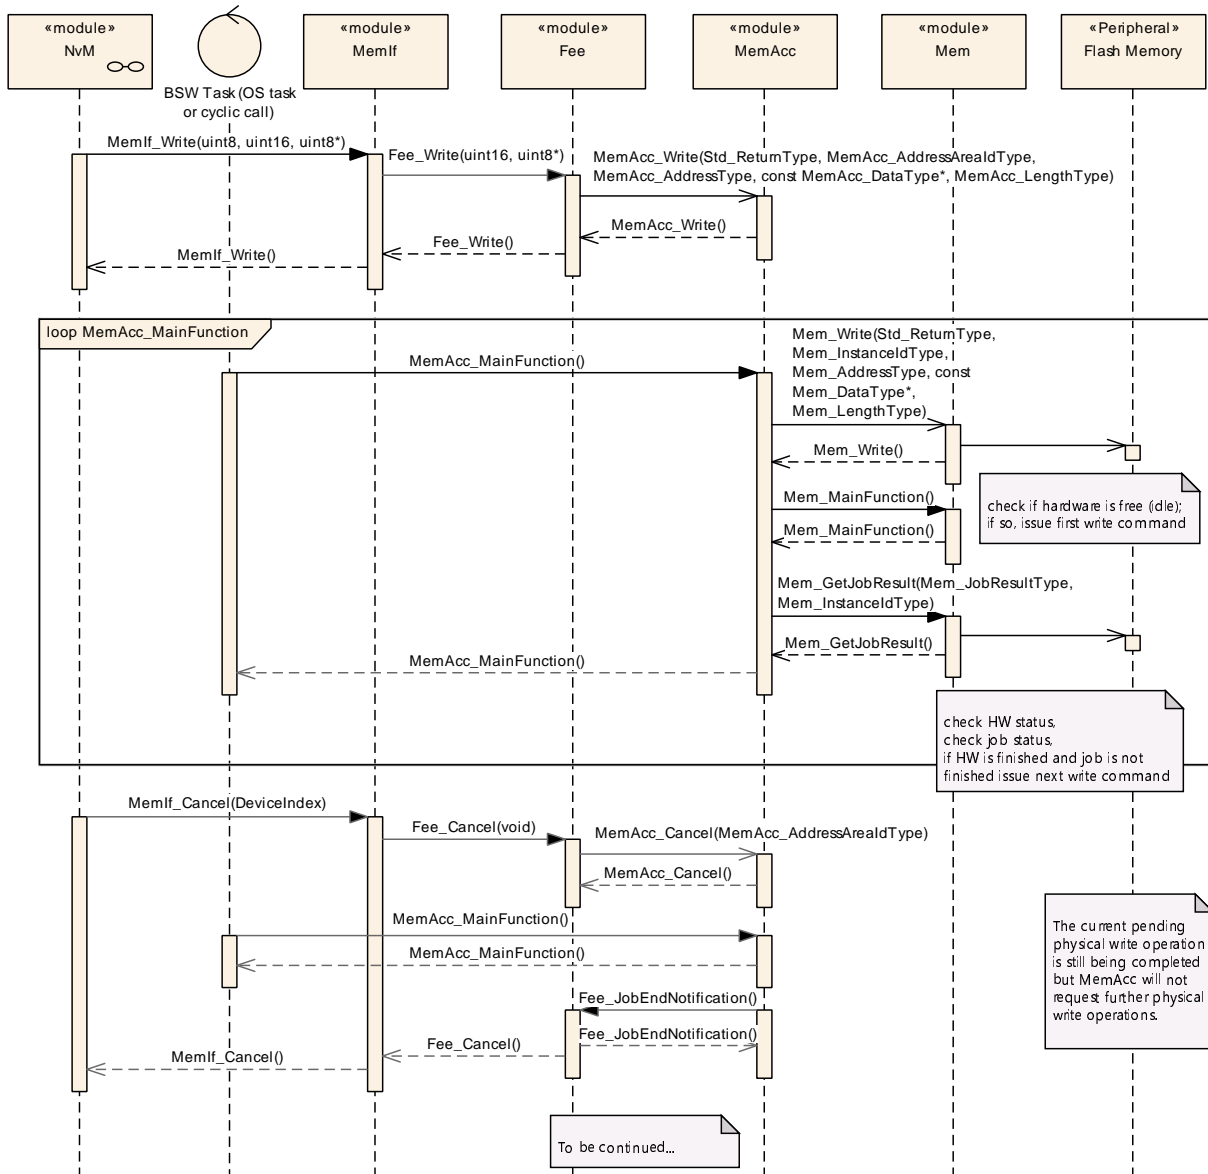 «module»
NvM
BSW Task (OS task
or cyclic call)
«module»
MemIf
«module»
Fee
«module»
MemAcc
«module»
Mem
«Peripheral»
Flash Memory
MemIf_Write(uint8, uint16, uint8*)
Fee_Write(uint16, uint8*)
MemAcc_Write(Std_ReturnType, MemAcc_AddressAreaIdType,
MemAcc_AddressType, const MemAcc_DataType*, MemAcc_LengthType)
MemAcc_Write()
Fee_Write()
MemIf_Write()
loop MemAcc_MainFunction
Mem_Write(Std_ReturnType,
Mem_InstanceIdType,
Mem_AddressType, const
Mem_DataType*,
Mem_LengthType)
MemAcc_MainFunction()
Mem_Write()
check if hardware is free (idle);
if so, issue first write command
Mem_MainFunction()
Mem_MainFunction()
Mem_GetJobResult(Mem_JobResultType,
Mem_InstanceIdType)
Mem_GetJobResult()
MemAcc_MainFunction()
check HW status,
check job status,
if HW is finished and job is not
finished issue next write command
MemIf_Cancel(DeviceIndex)
Fee_Cancel(void)
MemAcc_Cancel(MemAcc_AddressAreaIdType)
MemAcc_Cancel()
MemAcc_MainFunction()
MemAcc_MainFunction()
The current pending
physical write operation
is still being completed
but MemAcc will not
request further physical
write operations.
Fee_JobEndNotification()
Fee_JobEndNotification()
Fee_Cancel()
MemIf_Cancel()
To be continued...